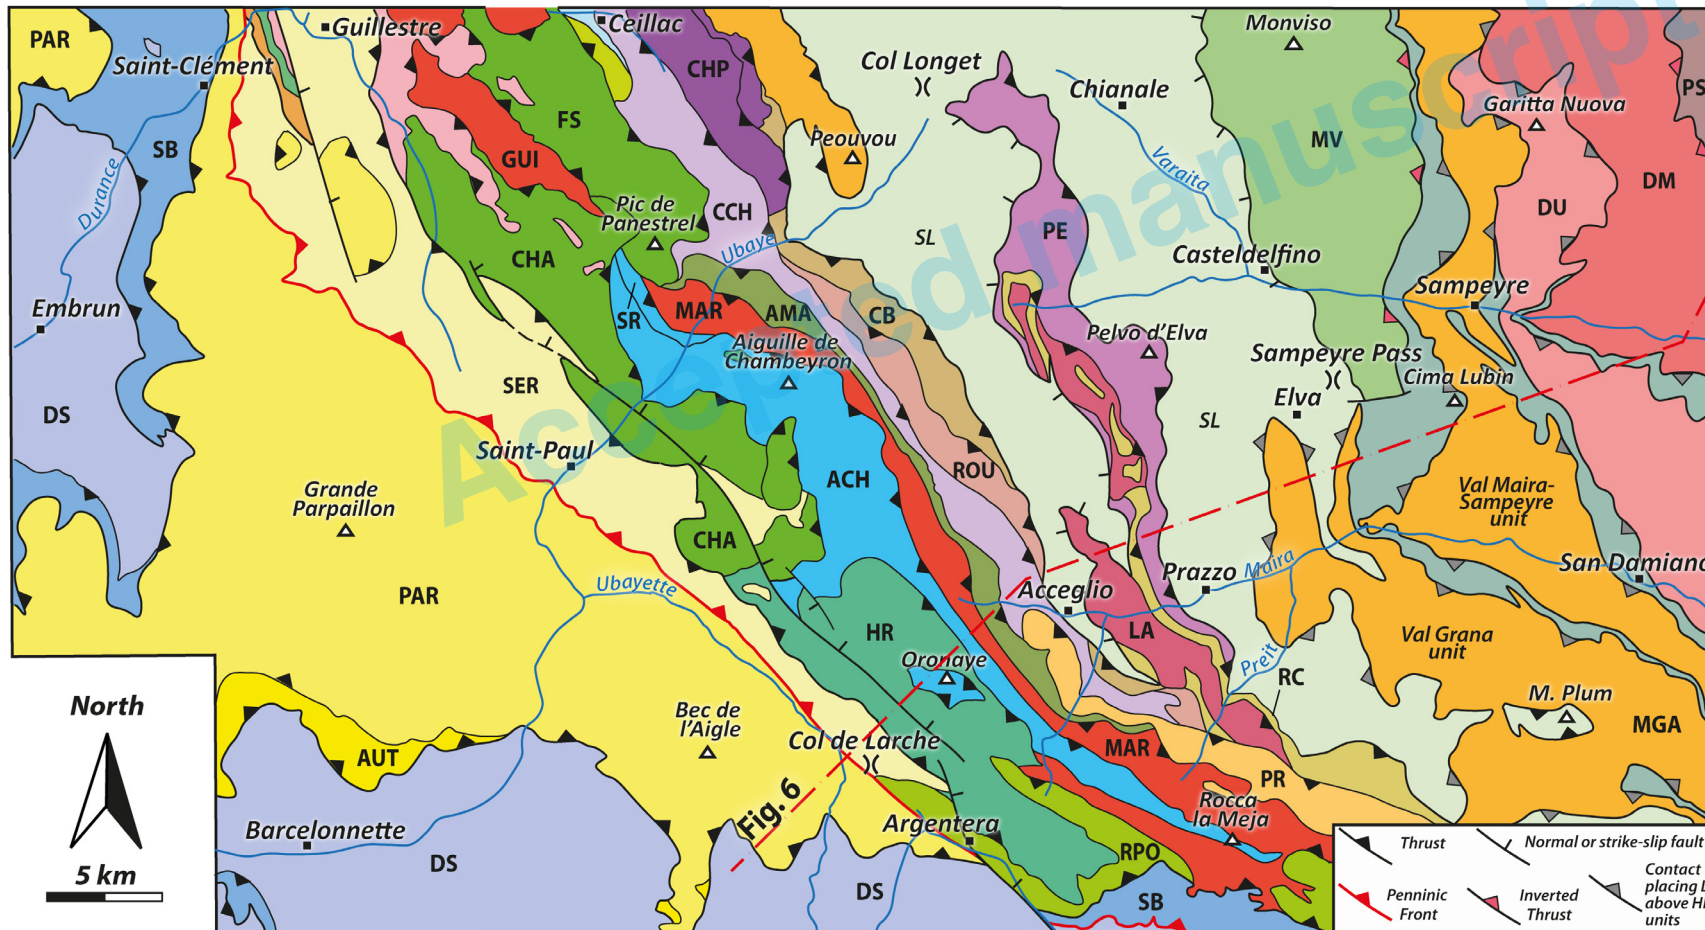 PAR
Guillestre
Ceillac
Monviso
Saint-Clément
CHP
Col Longet
Chianale
Garitta Nuova
PS
SB
FS
GUI
Peouvou
MV
DM
Durance
Varaita
DU
Pic de
Panestrel
CCH
PE
SL
Ubaye
CHA
Casteldelfino
Sampeyre
Embrun
SR
MAR
AMA
CB
Aiguille de
Chambeyron
Pelvo d'Elva
Sampeyre Pass
Cima Lubin
SER
Elva
DS
SL
Saint-Paul
ROU
ACH
Grande
Parpaillon
Val Maira-
Sampeyre
unit
CHA
PAR
Ubayette
Acceglio
Prazzo
Maira
San Damiano
HR
LA
Val Grana
unit
Oronaye
Preit
RC
North
Bec de
l'Aigle
M. Plum
MGA
AUT
Col de Larche
MAR
PR
Fig. 6
Rocca
la Meja
Barcelonnette
Argentera
5 km
DS
DS
RPO
SB
Thrust
Normal or strike-slip fault
Penninic
Front
Inverted
Thrust
Contact
placing L
above H
units
Accepted manuscript